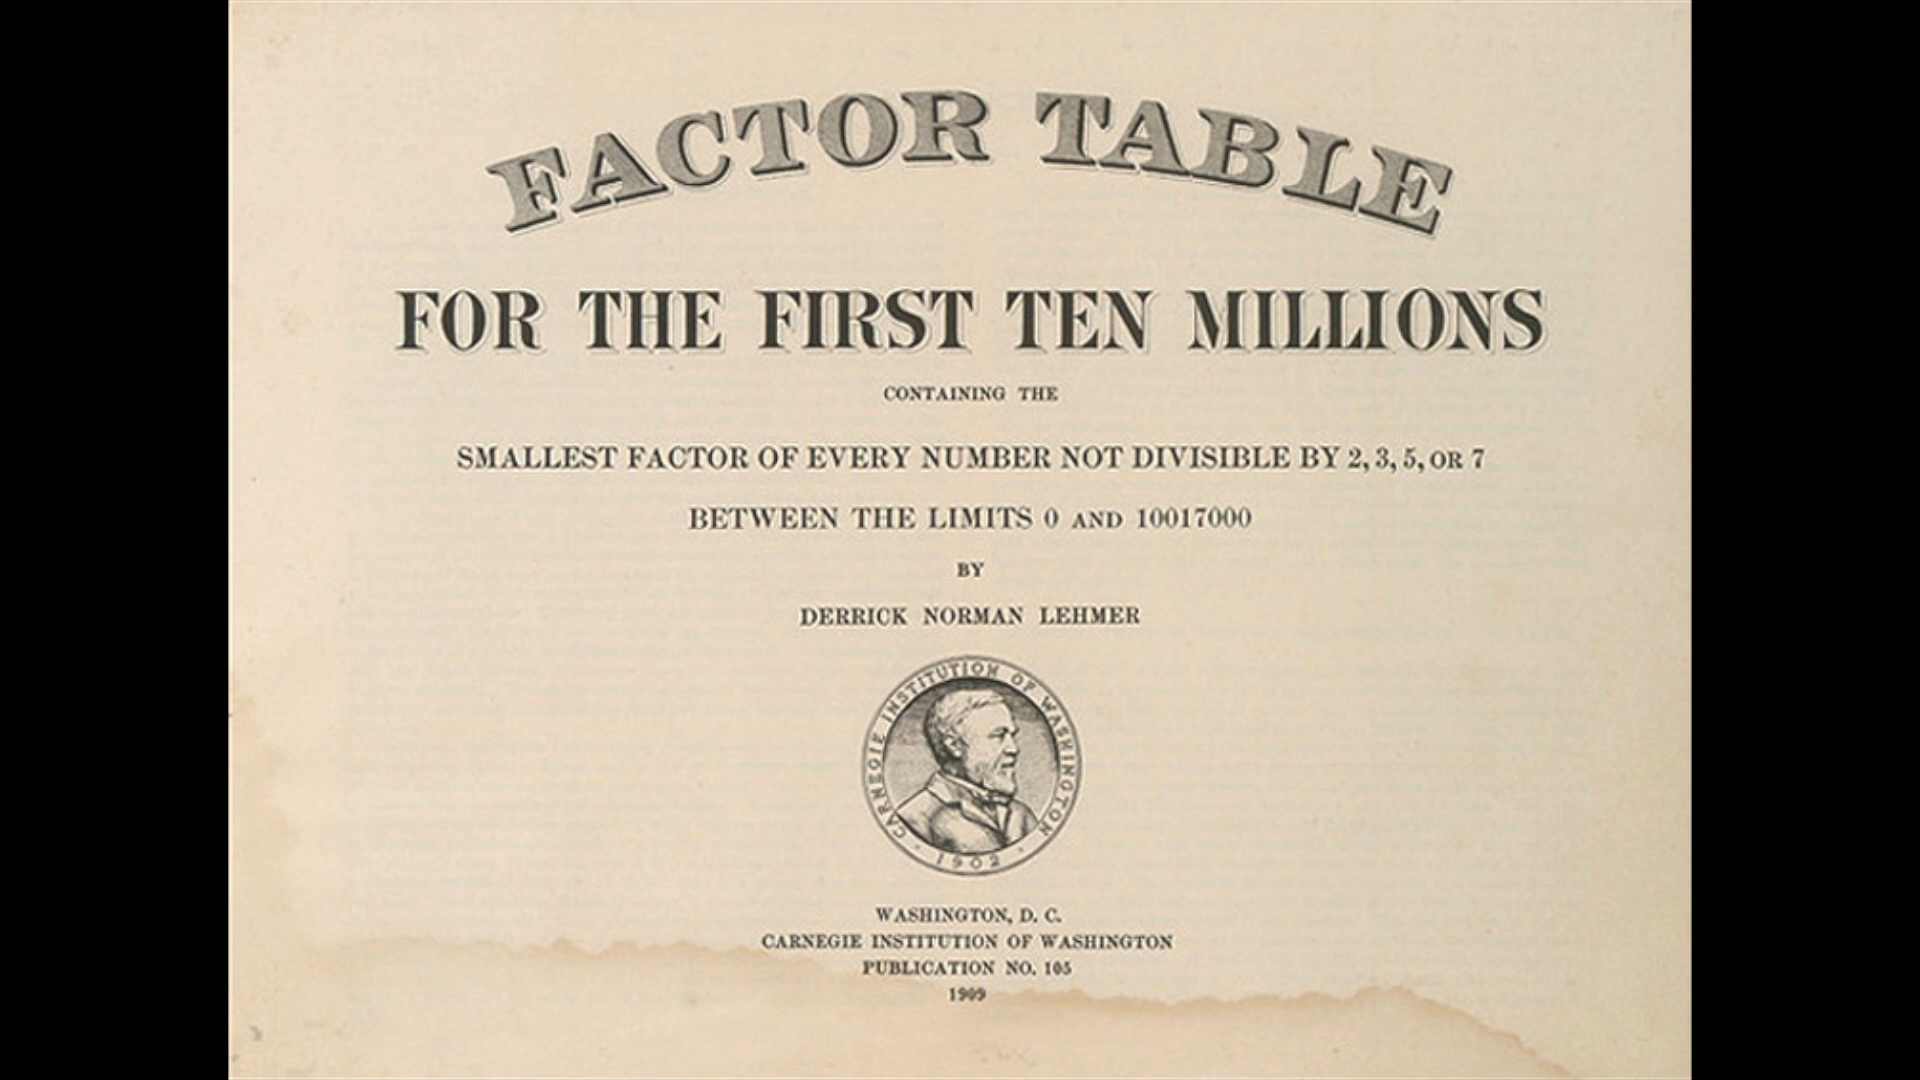 FACTOR TABLE
FOR THE FIRST TEN MILLIONS
CONTAINING THE
SMALLEST FACTOR OF EVERY NUMBER NOT DIVISIBLE BY 2, 3, 5, OR 7
BETWEEN THE LIMITS 0 AND 10017000
BY
DERRICK NORMAN LEHMER
CARNEGIE INSTITUTION OF WASHINGTON
· 1902 ·
WASHINGTON, D. C.
CARNEGIE INSTITUTION OF WASHINGTON
PUBLICATION NO. 105
1909